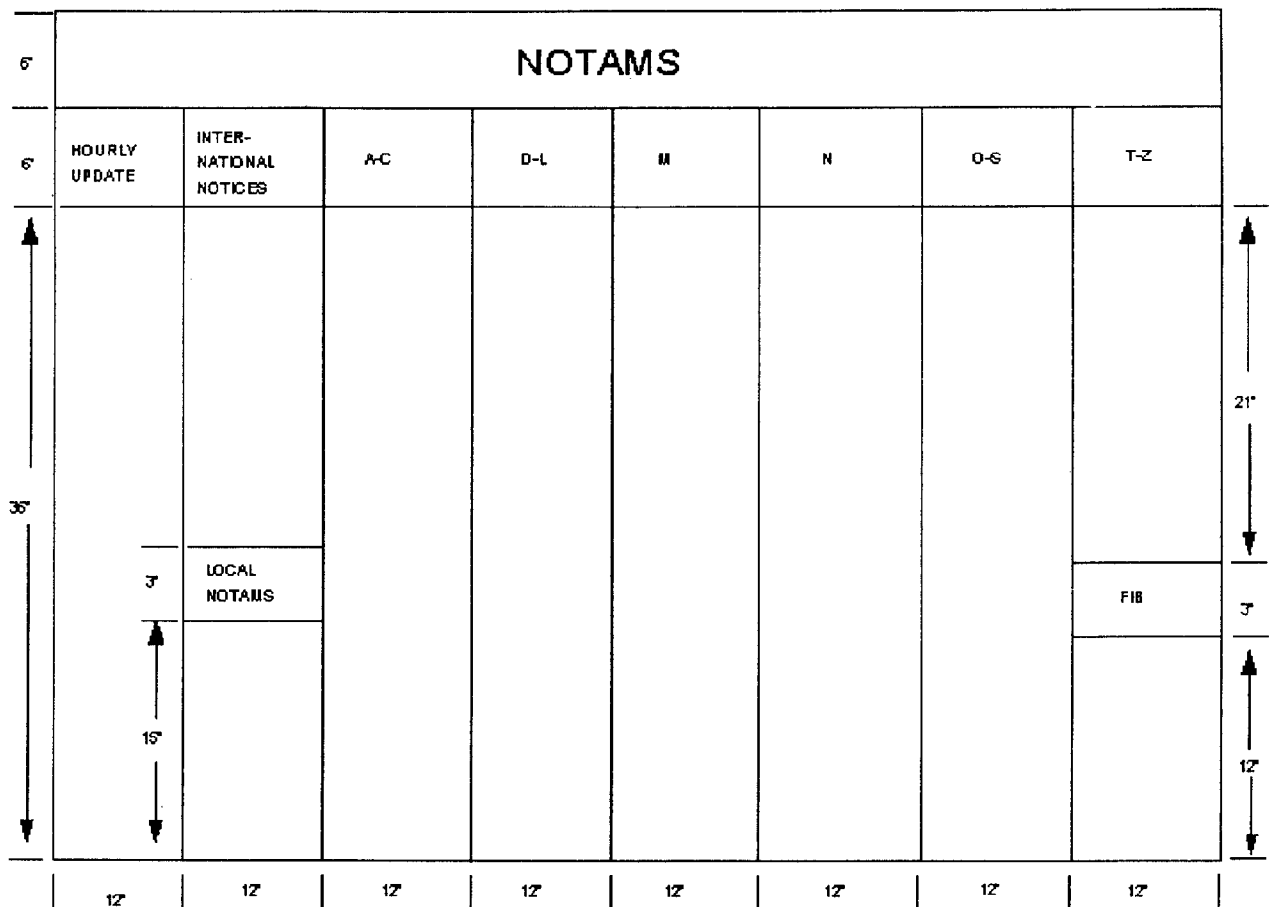 NOTAMS
6"
6"
HOURLY
UPDATE
INTER-
NATIONAL
NOTICES
A-C
D-L
M
N
O-S
T-Z
36"
21"
3"
LOCAL
NOTAMS
FIB
3"
15"
12"
12"
12"
12"
12"
12"
12"
12"
12"